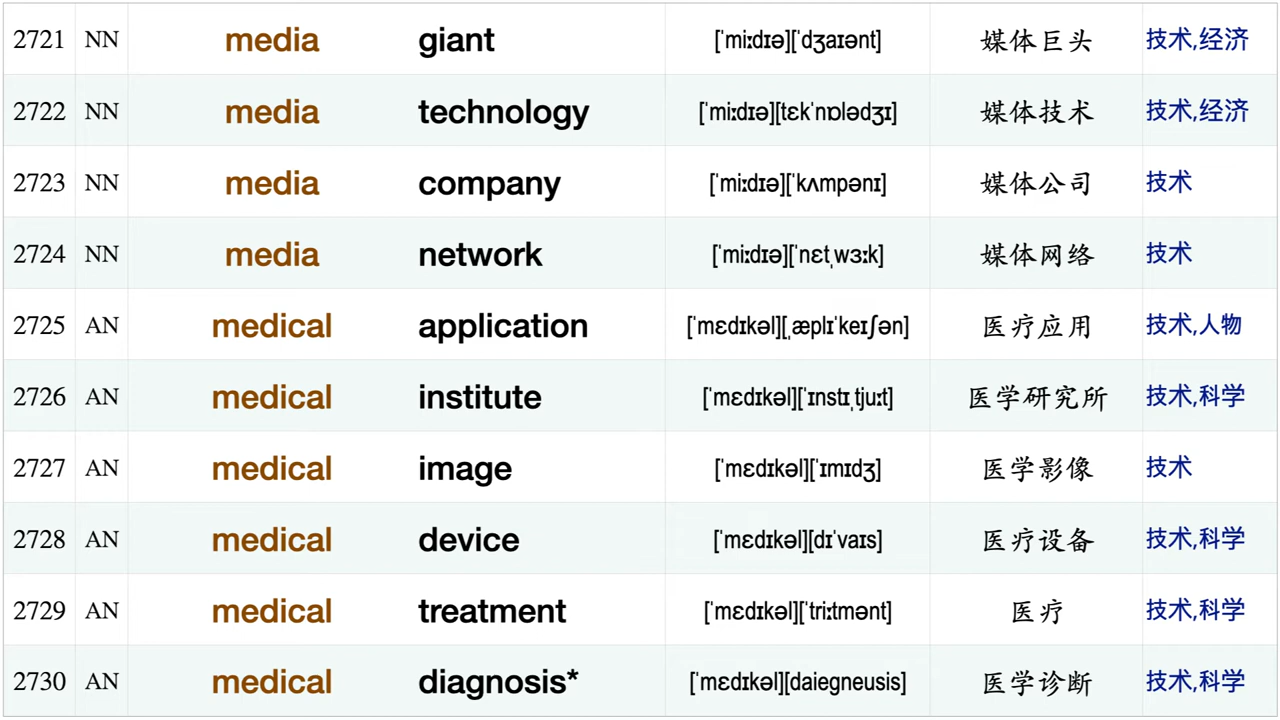 2721 NN media giant [ˈmiːdɪə][ˈdʒaɪənt] 媒体巨头 技术,经济
2722 NN media technology [ˈmiːdɪə][tɛkˈnɒlədʒɪ] 媒体技术 技术,经济
2723 NN media company [ˈmiːdɪə][ˈkʌmpənɪ] 媒体公司 技术
2724 NN media network [ˈmiːdɪə][ˈnɛtˌwɜːk] 媒体网络 技术
2725 AN medical application [ˈmɛdɪkəl][ˌæplɪˈkeɪʃən] 医疗应用 技术,人物
2726 AN medical institute [ˈmɛdɪkəl][ˈɪnstɪˌtjuːt] 医学研究所 技术,科学
2727 AN medical image [ˈmɛdɪkəl][ˈɪmɪdʒ] 医学影像 技术
2728 AN medical device [ˈmɛdɪkəl][dɪˈvaɪs] 医疗设备 技术,科学
2729 AN medical treatment [ˈmɛdɪkəl][ˈtriːtmənt] 医疗 技术,科学
2730 AN medical diagnosis* [ˈmɛdɪkəl][daiegneusis] 医学诊断 技术,科学